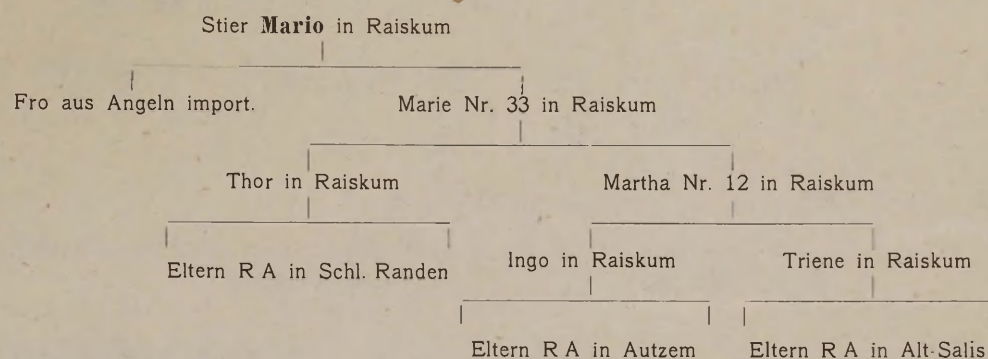 Stier Mario in Raiskum
Fro aus Angeln import. Marie Nr. 33 in Raiskum
Thor in Raiskum Martha Nr. 12 in Raiskum
Eltern R A in Schl. Randen Ingo in Raiskum Triene in Raiskum
Eltern R A in Autzem Eltern R A in Alt-Salis